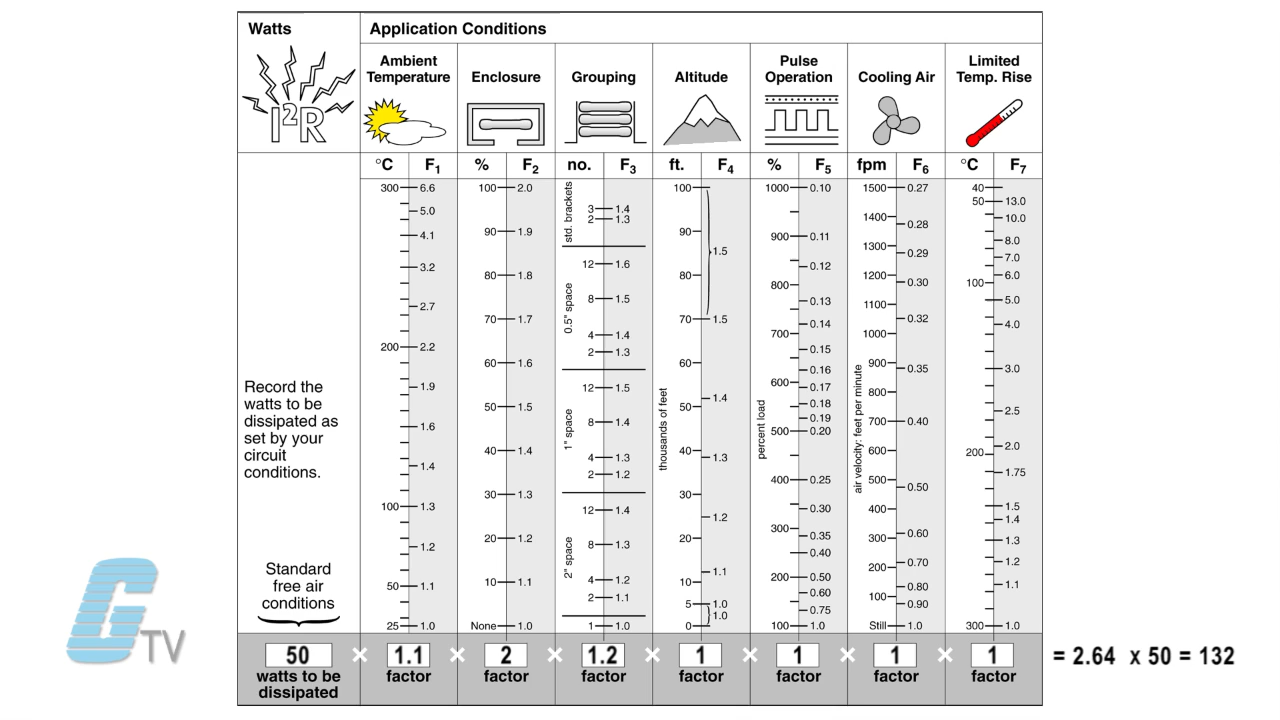 Watts
Application Conditions
I²R
Ambient
Temperature
Enclosure
Grouping
Altitude
Pulse
Operation
Cooling Air
Limited
Temp. Rise
°C F₁
% F₂
no. F₃
ft. F₄
% F₅
fpm F₆
°C F₇
Record the
watts to be
dissipated as
set by your
circuit
conditions.
Standard
free air
conditions
300 6.6
5.0
4.1
3.2
2.7
200 2.2
1.9
1.6
1.4
100 1.3
1.2
50 1.1
25 1.0
100 2.0
90 1.9
80 1.8
70 1.7
60 1.6
50 1.5
40 1.4
30 1.3
20 1.2
10 1.1
None 1.0
std. brackets
3 1.4
2 1.3
0.5" space
12 1.6
8 1.5
4 1.4
2 1.3
1" space
12 1.5
8 1.4
4 1.3
2 1.2
2" space
12 1.4
8 1.3
4 1.2
2 1.1
1 1.0
thousands of feet
100
90
1.5
80
70 1.5
60
1.4
50
40 1.3
30
1.2
20
1.1
10
5 1.0
1.0
0
percent load
1000 0.10
900 0.11
0.12
800
0.13
0.14
700
0.15
0.16
600
0.17
0.18
0.19
500 0.20
400 0.25
0.30
300
0.35
0.40
200 0.50
0.60
0.75
100 1.0
air velocity: feet per minute
1500 0.27
1400
0.28
1300
0.29
1200
0.30
1100
0.32
1000
900
0.35
800
700 0.40
600
500
0.50
400
300
0.60
200
0.70
0.80
100
0.90
Still 1.0
40
50 13.0
10.0
8.0
7.0
6.0
100
5.0
4.0
3.0
2.5
2.0
200
1.75
1.5
1.4
1.3
1.2
1.1
300 1.0
50 × 1.1 × 2 × 1.2 × 1 × 1 × 1 × 1 = 2.64 x 50 = 132
watts to be
dissipated
factor factor factor factor factor factor factor
G TV